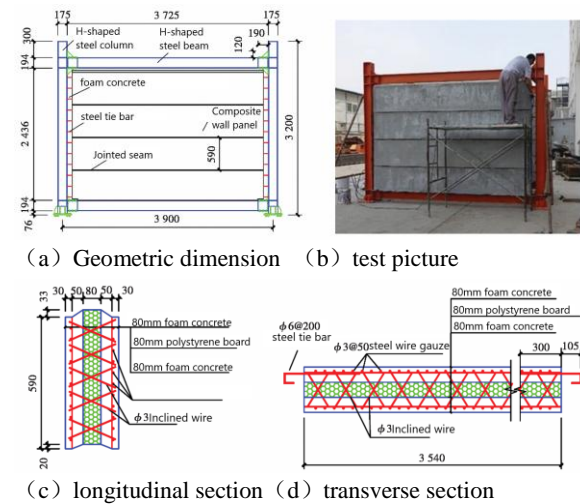 175
3 725
175
H-shaped
steel column
H-shaped
steel beam
190
120
300
194
foam concrete
steel tie bar
Composite
wall panel
590
Jointed seam
2 436
3 200
194
76
3 900
(a) Geometric dimension (b) test picture
30 50 80 50 30
33
590
20
80mm foam concrete
80mm polystyrene board
80mm foam concrete
ϕ3Inclined wire
80mm foam concrete
80mm polystyrene board
80mm foam concrete
ϕ6@200
steel tie bar
ϕ3@50steel wire gauze
300
105
ϕ3Inclined wire
3 540
(c) longitudinal section (d) transverse section